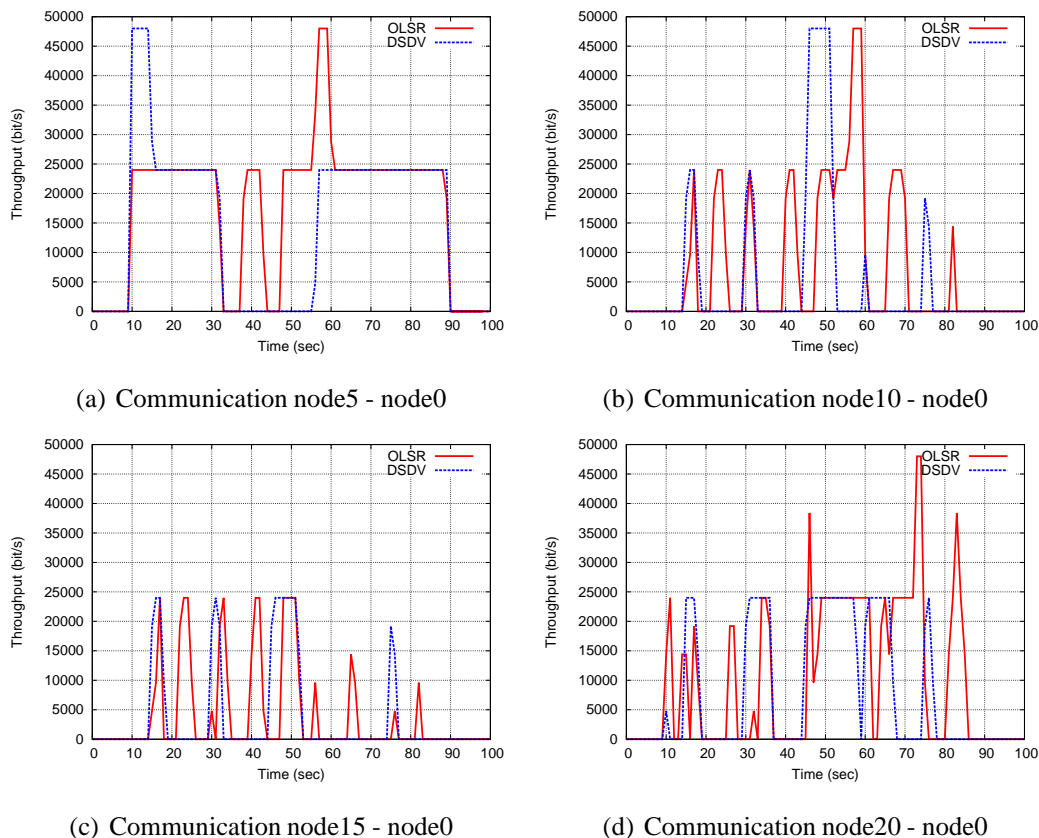 50000
45000
40000
35000
30000
25000
20000
15000
10000
5000
0
Throughput (bit/s)
OLSR
DSDV
0 10 20 30 40 50 60 70 80 90 100
Time (sec)
(a) Communication node5 - node0
50000
45000
40000
35000
30000
25000
20000
15000
10000
5000
0
Throughput (bit/s)
OLSR
DSDV
0 10 20 30 40 50 60 70 80 90 100
Time (sec)
(b) Communication node10 - node0
50000
45000
40000
35000
30000
25000
20000
15000
10000
5000
0
Throughput (bit/s)
OLSR
DSDV
0 10 20 30 40 50 60 70 80 90 100
Time (sec)
(c) Communication node15 - node0
50000
45000
40000
35000
30000
25000
20000
15000
10000
5000
0
Throughput (bit/s)
OLSR
DSDV
0 10 20 30 40 50 60 70 80 90 100
Time (sec)
(d) Communication node20 - node0